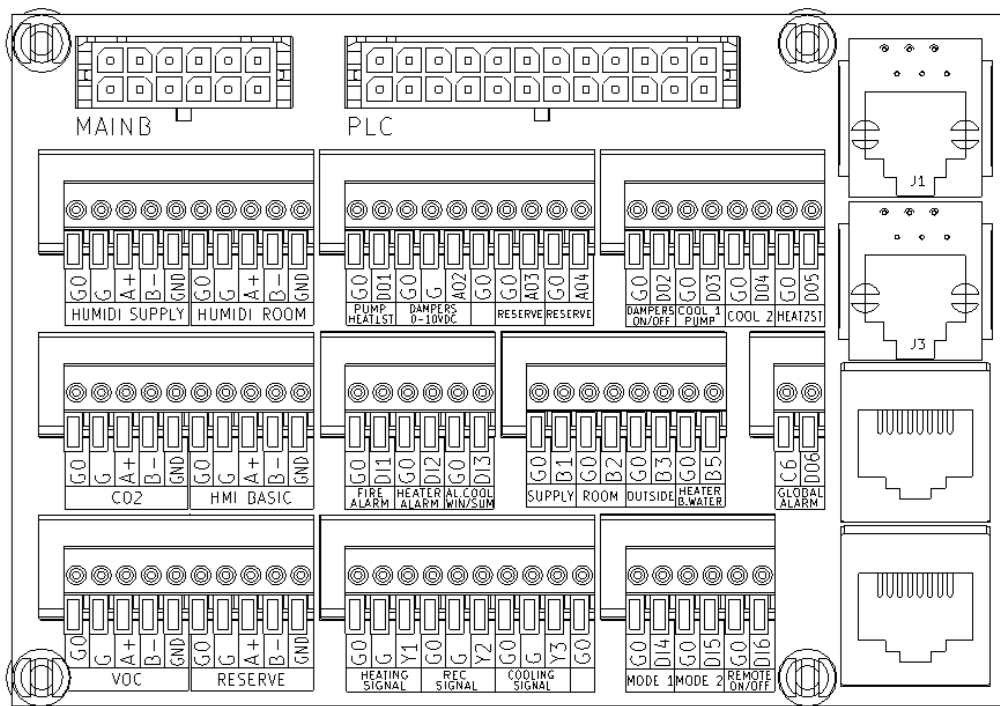 MAINB PLC
J1
G0 G A+ B- GND G0 G A+ B- GND
HUMIDI SUPPLY HUMIDI ROOM
G0 DO1 G0 G AO2 G0 G0 AO3 G0 AO4
PUMP HEAT1ST DAMPERS 0-10VDC RESERVE RESERVE
G0 DO2 G0 DO3 G0 DO4 G0 DO5
DAMPERS ON/OFF COOL 1 PUMP COOL 2 HEAT2ST
J3
G0 G A+ B- GND G0 G A+ B- GND
CO2 HMI BASIC
G0 DI1 G0 DI2 G0 DI3
FIRE ALARM HEATER ALARM AL.COOL WIN/SUM
G0 B1 G0 B2 G0 B3 G0 B5
SUPPLY ROOM OUTSIDE HEATER B.WATER
C6 DO6
GLOBAL ALARM
G0 G A+ B- GND G0 G A+ B- GND
VOC RESERVE
G0 G Y1 G0 G Y2 G0 G Y3 G0
HEATING SIGNAL REC SIGNAL COOLING SIGNAL
G0 DI4 G0 DI5 G0 DI6
MODE 1 MODE 2 REMOTE ON/OFF